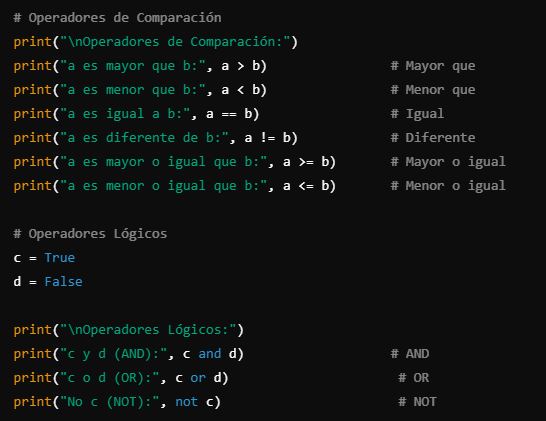 # Operadores de Comparación
print("\nOperadores de Comparación:")
print("a es mayor que b:", a > b)                # Mayor que
print("a es menor que b:", a < b)                # Menor que
print("a es igual a b:", a == b)                 # Igual
print("a es diferente de b:", a != b)            # Diferente
print("a es mayor o igual que b:", a >= b)       # Mayor o igual
print("a es menor o igual que b:", a <= b)       # Menor o igual

# Operadores Lógicos
c = True
d = False

print("\nOperadores Lógicos:")
print("c y d (AND):", c and d)                   # AND
print("c o d (OR):", c or d)                      # OR
print("No c (NOT):", not c)                       # NOT